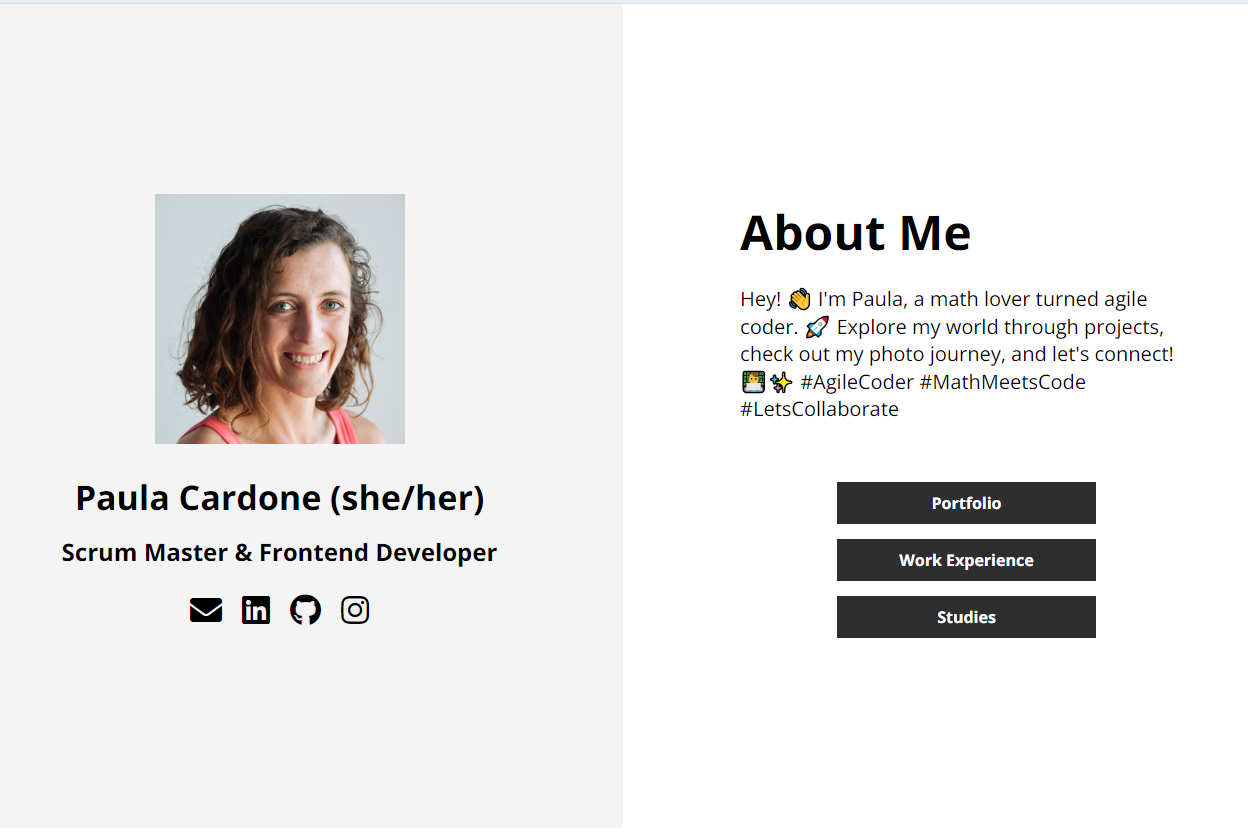 Paula Cardone (she/her)
Scrum Master & Frontend Developer
About Me
Hey! 👋 I'm Paula, a math lover turned agile
coder. 🚀 Explore my world through projects,
check out my photo journey, and let's connect!
👩‍💻✨ #AgileCoder #MathMeetsCode
#LetsCollaborate
Portfolio
Work Experience
Studies